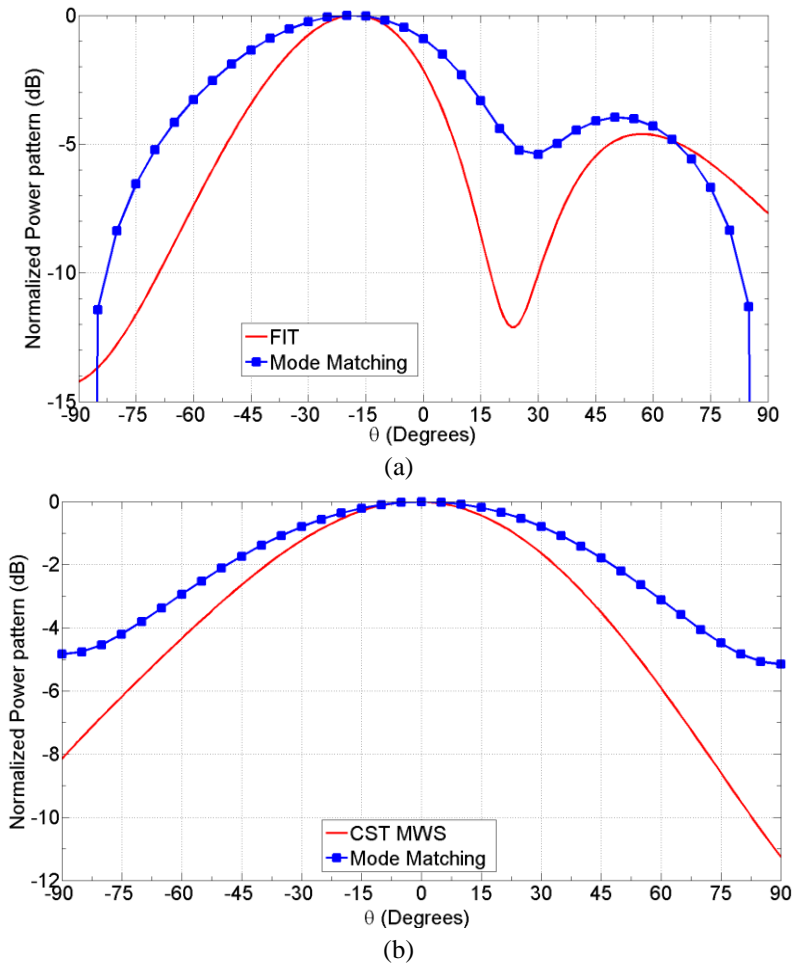 Normalized Power pattern (dB)
0
-5
-10
-15
FIT
Mode Matching
-90 -75 -60 -45 -30 -15 0 15 30 45 60 75 90
θ (Degrees)
(a)
Normalized Power pattern (dB)
0
-2
-4
-6
-8
-10
-12
CST MWS
Mode Matching
-90 -75 -60 -45 -30 -15 0 15 30 45 60 75 90
θ (Degrees)
(b)